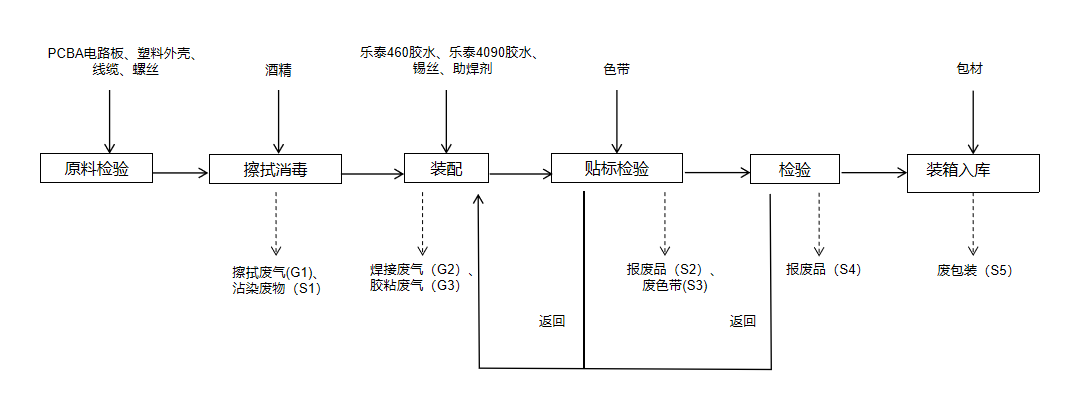 PCBA电路板、塑料外壳、
线缆、螺丝
酒精
乐泰460胶水、乐泰4090胶水、
锡丝、助焊剂
色带
包材
原料检验
擦拭消毒
装配
贴标检验
检验
装箱入库
擦拭废气(G1)、
沾染废物（S1）
焊接废气（G2）、
胶粘废气（G3）
报废品（S2）、
废色带(S3)
报废品（S4）
废包装（S5）
返回
返回